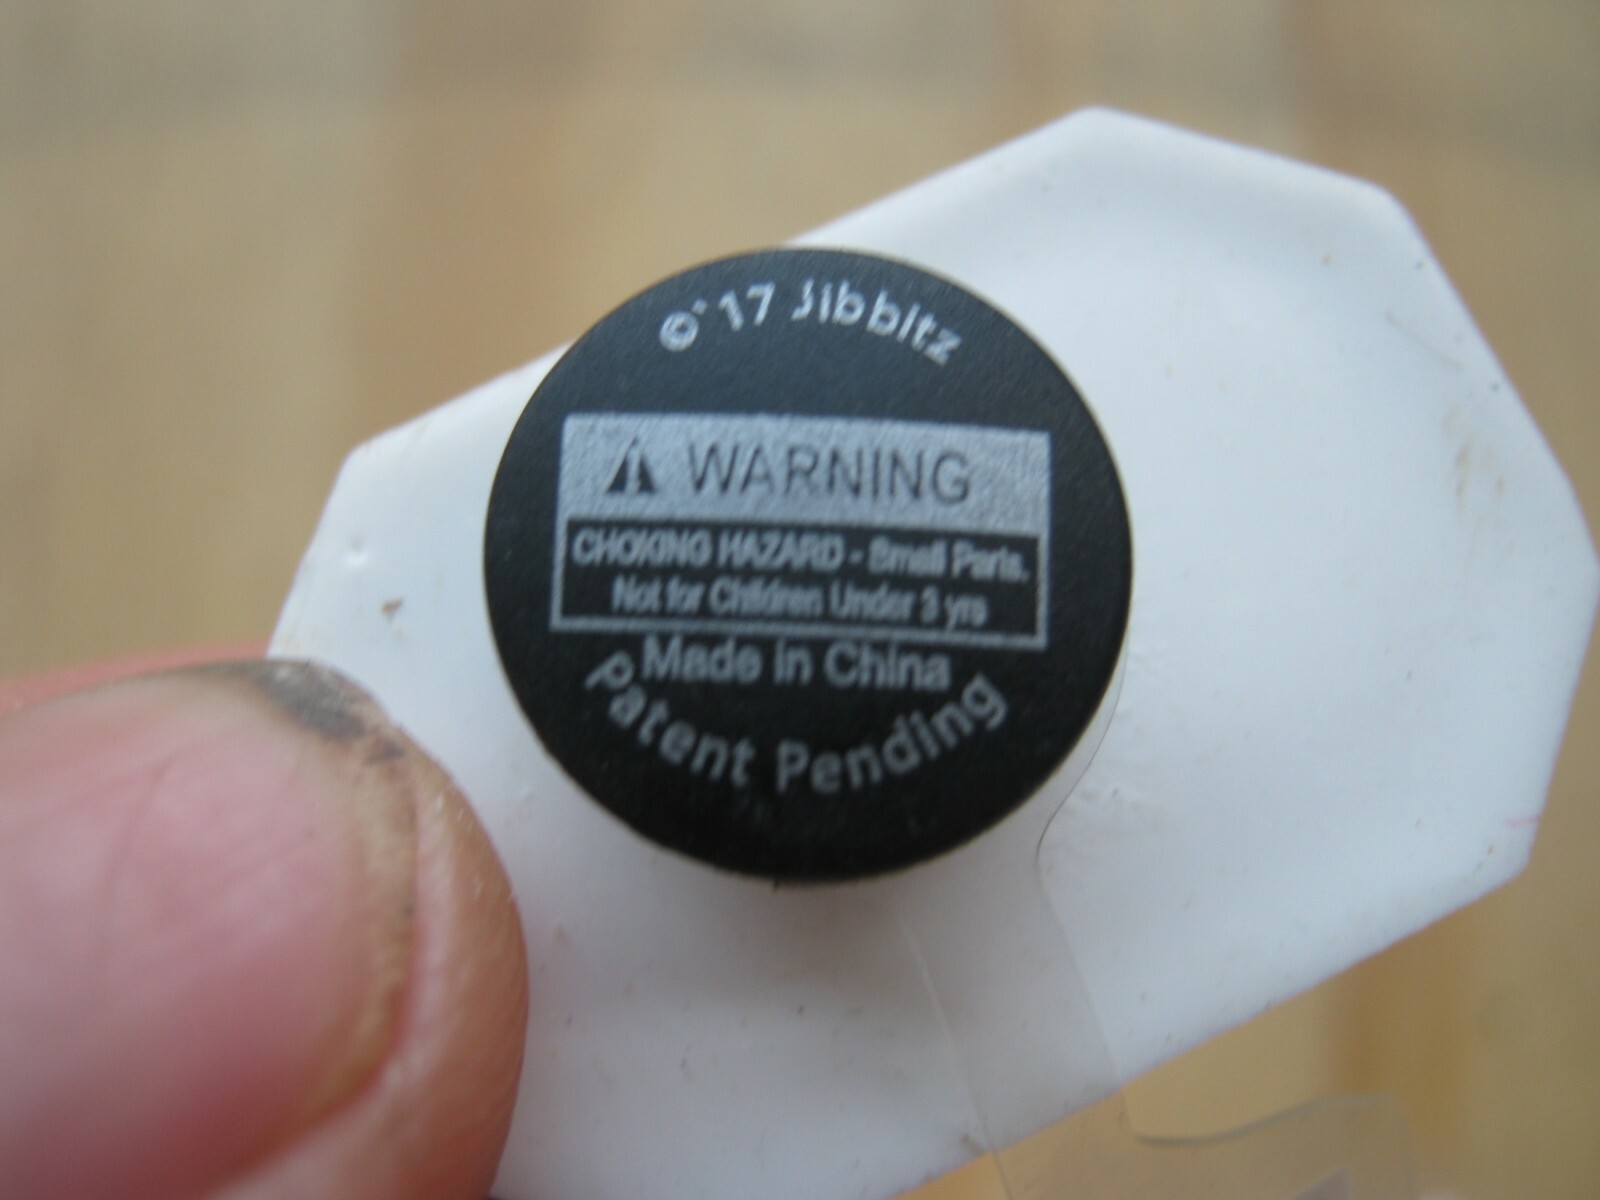 ©'17 Jibbitz
WARNING
CHOKING HAZARD - Small Parts.
Not for Children Under 3 yrs
Made in China
Patent Pending